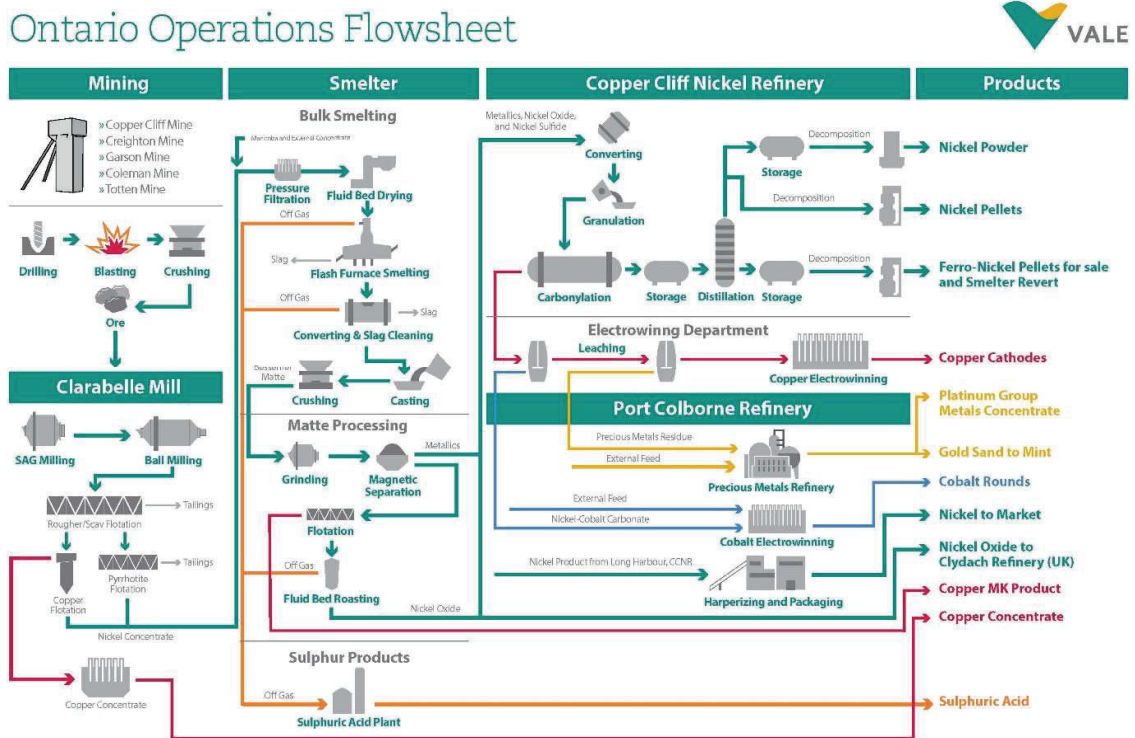 Ontario Operations Flowsheet
VALE
Mining
Smelter
Copper Cliff Nickel Refinery
Products
» Copper Cliff Mine
» Creighton Mine
» Garson Mine
» Coleman Mine
» Totten Mine
Drilling
Blasting
Crushing
Ore
Clarabelle Mill
SAG Milling
Ball Milling
Rougher/Scav Flotation
Tailings
Copper
Flotation
Pyrrhotite
Flotation
Tailings
Nickel Concentrate
Copper Concentrate
Bulk Smelting
Manitoba and External Concentrate
Pressure
Filtration
Fluid Bed Drying
Off Gas
Slag
Flash Furnace Smelting
Off Gas
Slag
Converting & Slag Cleaning
Bessemer
Matte
Crushing
Casting
Matte Processing
Metallics
Grinding
Magnetic
Separation
Flotation
Off Gas
Fluid Bed Roasting
Nickel Oxide
Sulphur Products
Off Gas
Sulphuric Acid Plant
Metallics, Nickel Oxide,
and Nickel Sulfide
Converting
Granulation
Carbonylation
Storage
Distillation
Storage
Decomposition
Storage
Decomposition
Decomposition
Electrowinng Department
Leaching
Copper Electrowinning
Port Colborne Refinery
Precious Metals Residue
External Feed
Precious Metals Refinery
External Feed
Nickel-Cobalt Carbonate
Cobalt Electrowinning
Nickel Product from Long Harbour, CCNR
Harperizing and Packaging
Nickel Powder
Nickel Pellets
Ferro-Nickel Pellets for sale
and Smelter Revert
Copper Cathodes
Platinum Group
Metals Concentrate
Gold Sand to Mint
Cobalt Rounds
Nickel to Market
Nickel Oxide to
Clydach Refinery (UK)
Copper MK Product
Copper Concentrate
Sulphuric Acid